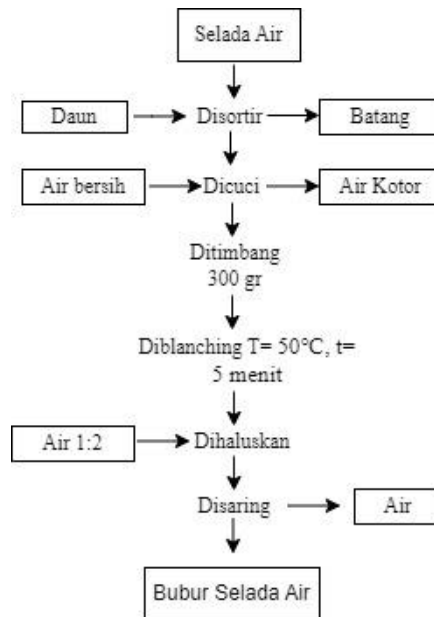 Selada Air
Daun
Disortir
Batang
Air bersih
Dicuci
Air Kotor
Ditimbang
300 gr
Diblanching T= 50°C, t=
5 menit
Air 1:2
Dihaluskan
Disaring
Air
Bubur Selada Air